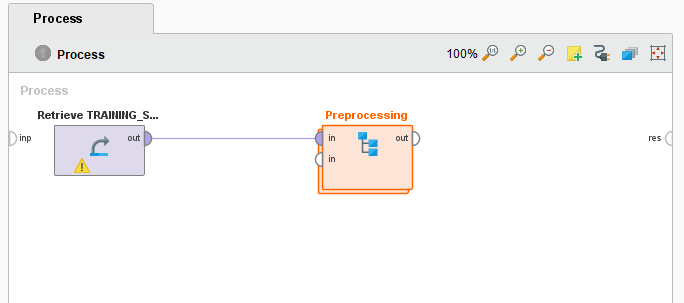 Process
Process
100%
Process
Retrieve TRAINING_S...
Preprocessing
inp
out
in
out
res
in